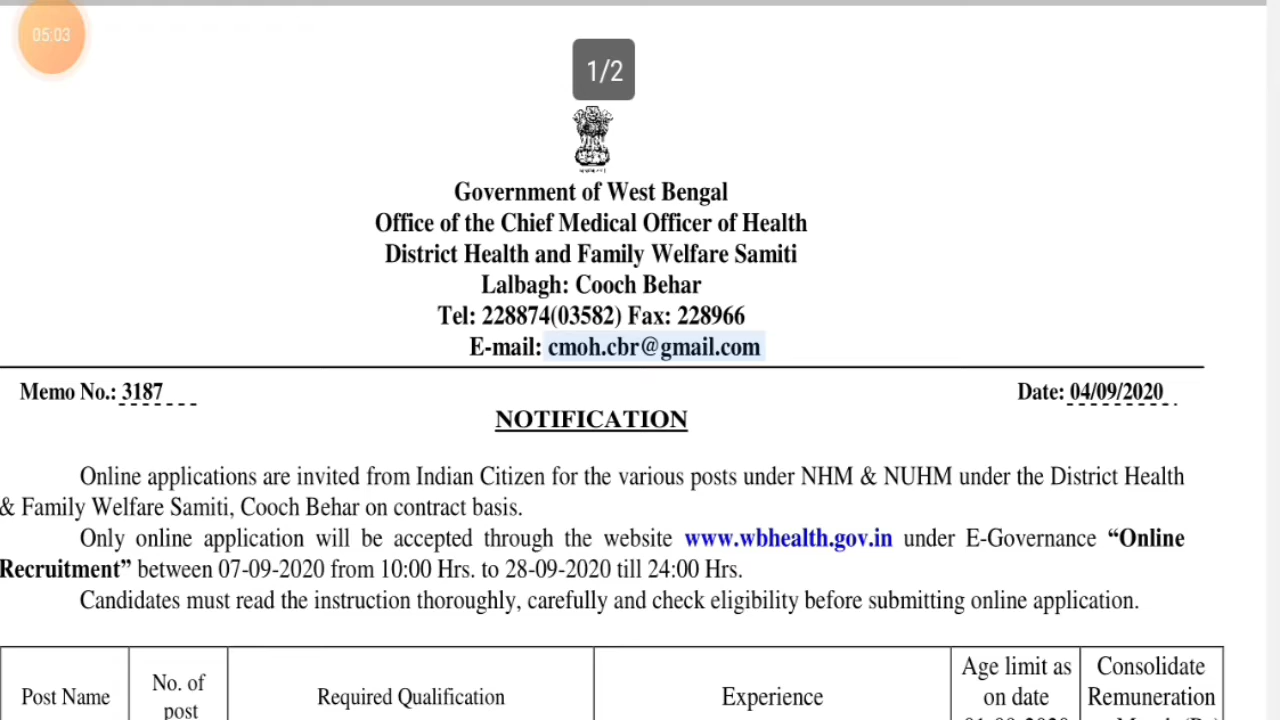 05:03
1/2
Government of West Bengal
Office of the Chief Medical Officer of Health
District Health and Family Welfare Samiti
Lalbagh: Cooch Behar
Tel: 228874(03582) Fax: 228966
E-mail: cmoh.cbr@gmail.com
Memo No.: 3187
Date: 04/09/2020
NOTIFICATION
Online applications are invited from Indian Citizen for the various posts under NHM & NUHM under the District Health
& Family Welfare Samiti, Cooch Behar on contract basis.
Only online application will be accepted through the website www.wbhealth.gov.in under E-Governance “Online
Recruitment” between 07-09-2020 from 10:00 Hrs. to 28-09-2020 till 24:00 Hrs.
Candidates must read the instruction thoroughly, carefully and check eligibility before submitting online application.
Post Name
No. of
post
Required Qualification
Experience
Age limit as
on date
Consolidate
Remuneration